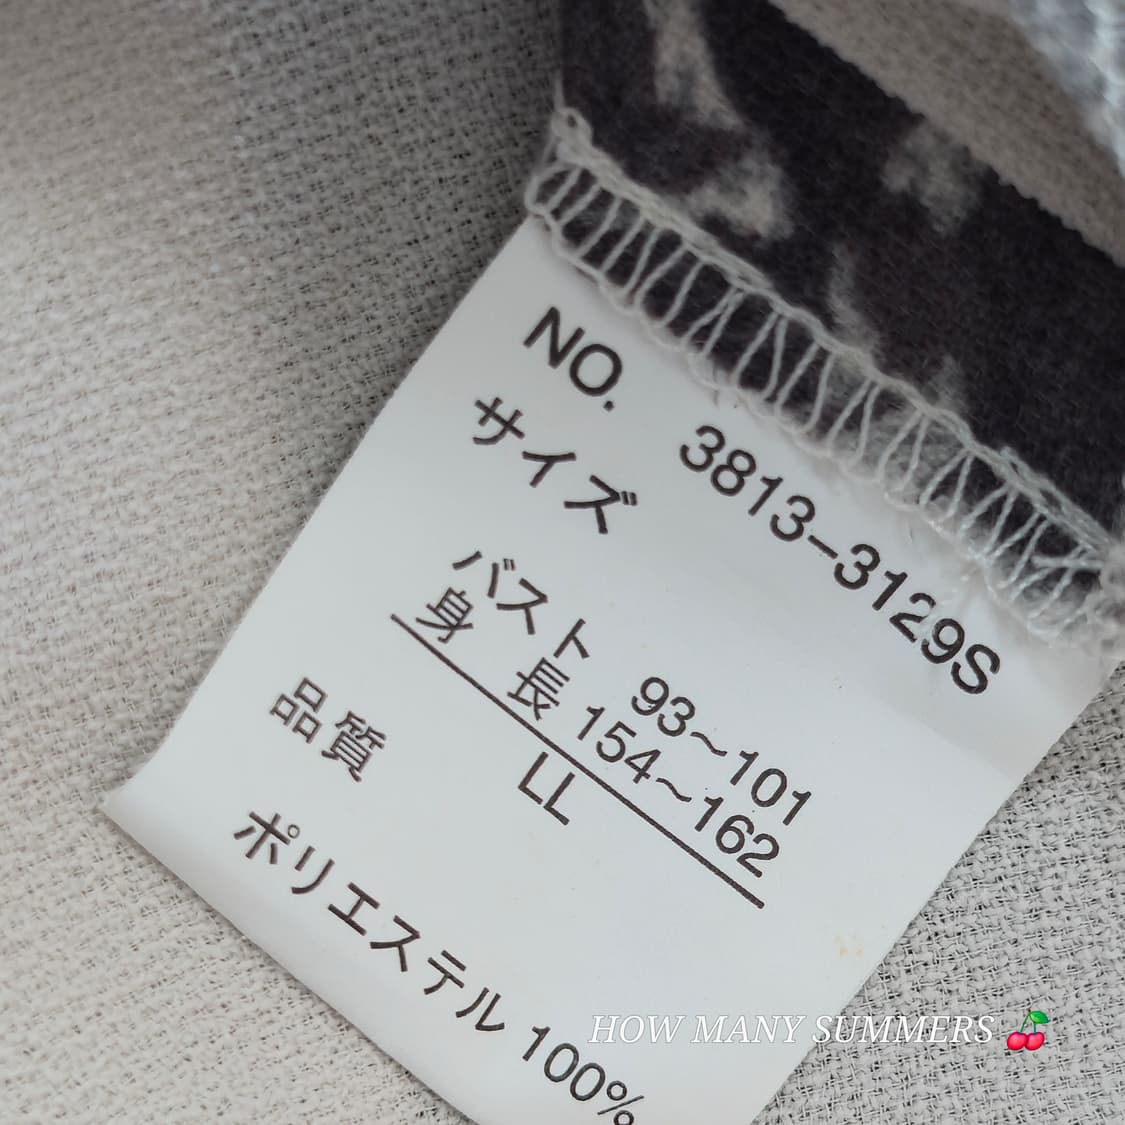 NO. 3813-3129S
サイズ
バスト 93～101
身長 154～162
LL
品質
ポリエステル 100%
HOW MANY SUMMERS 🍒